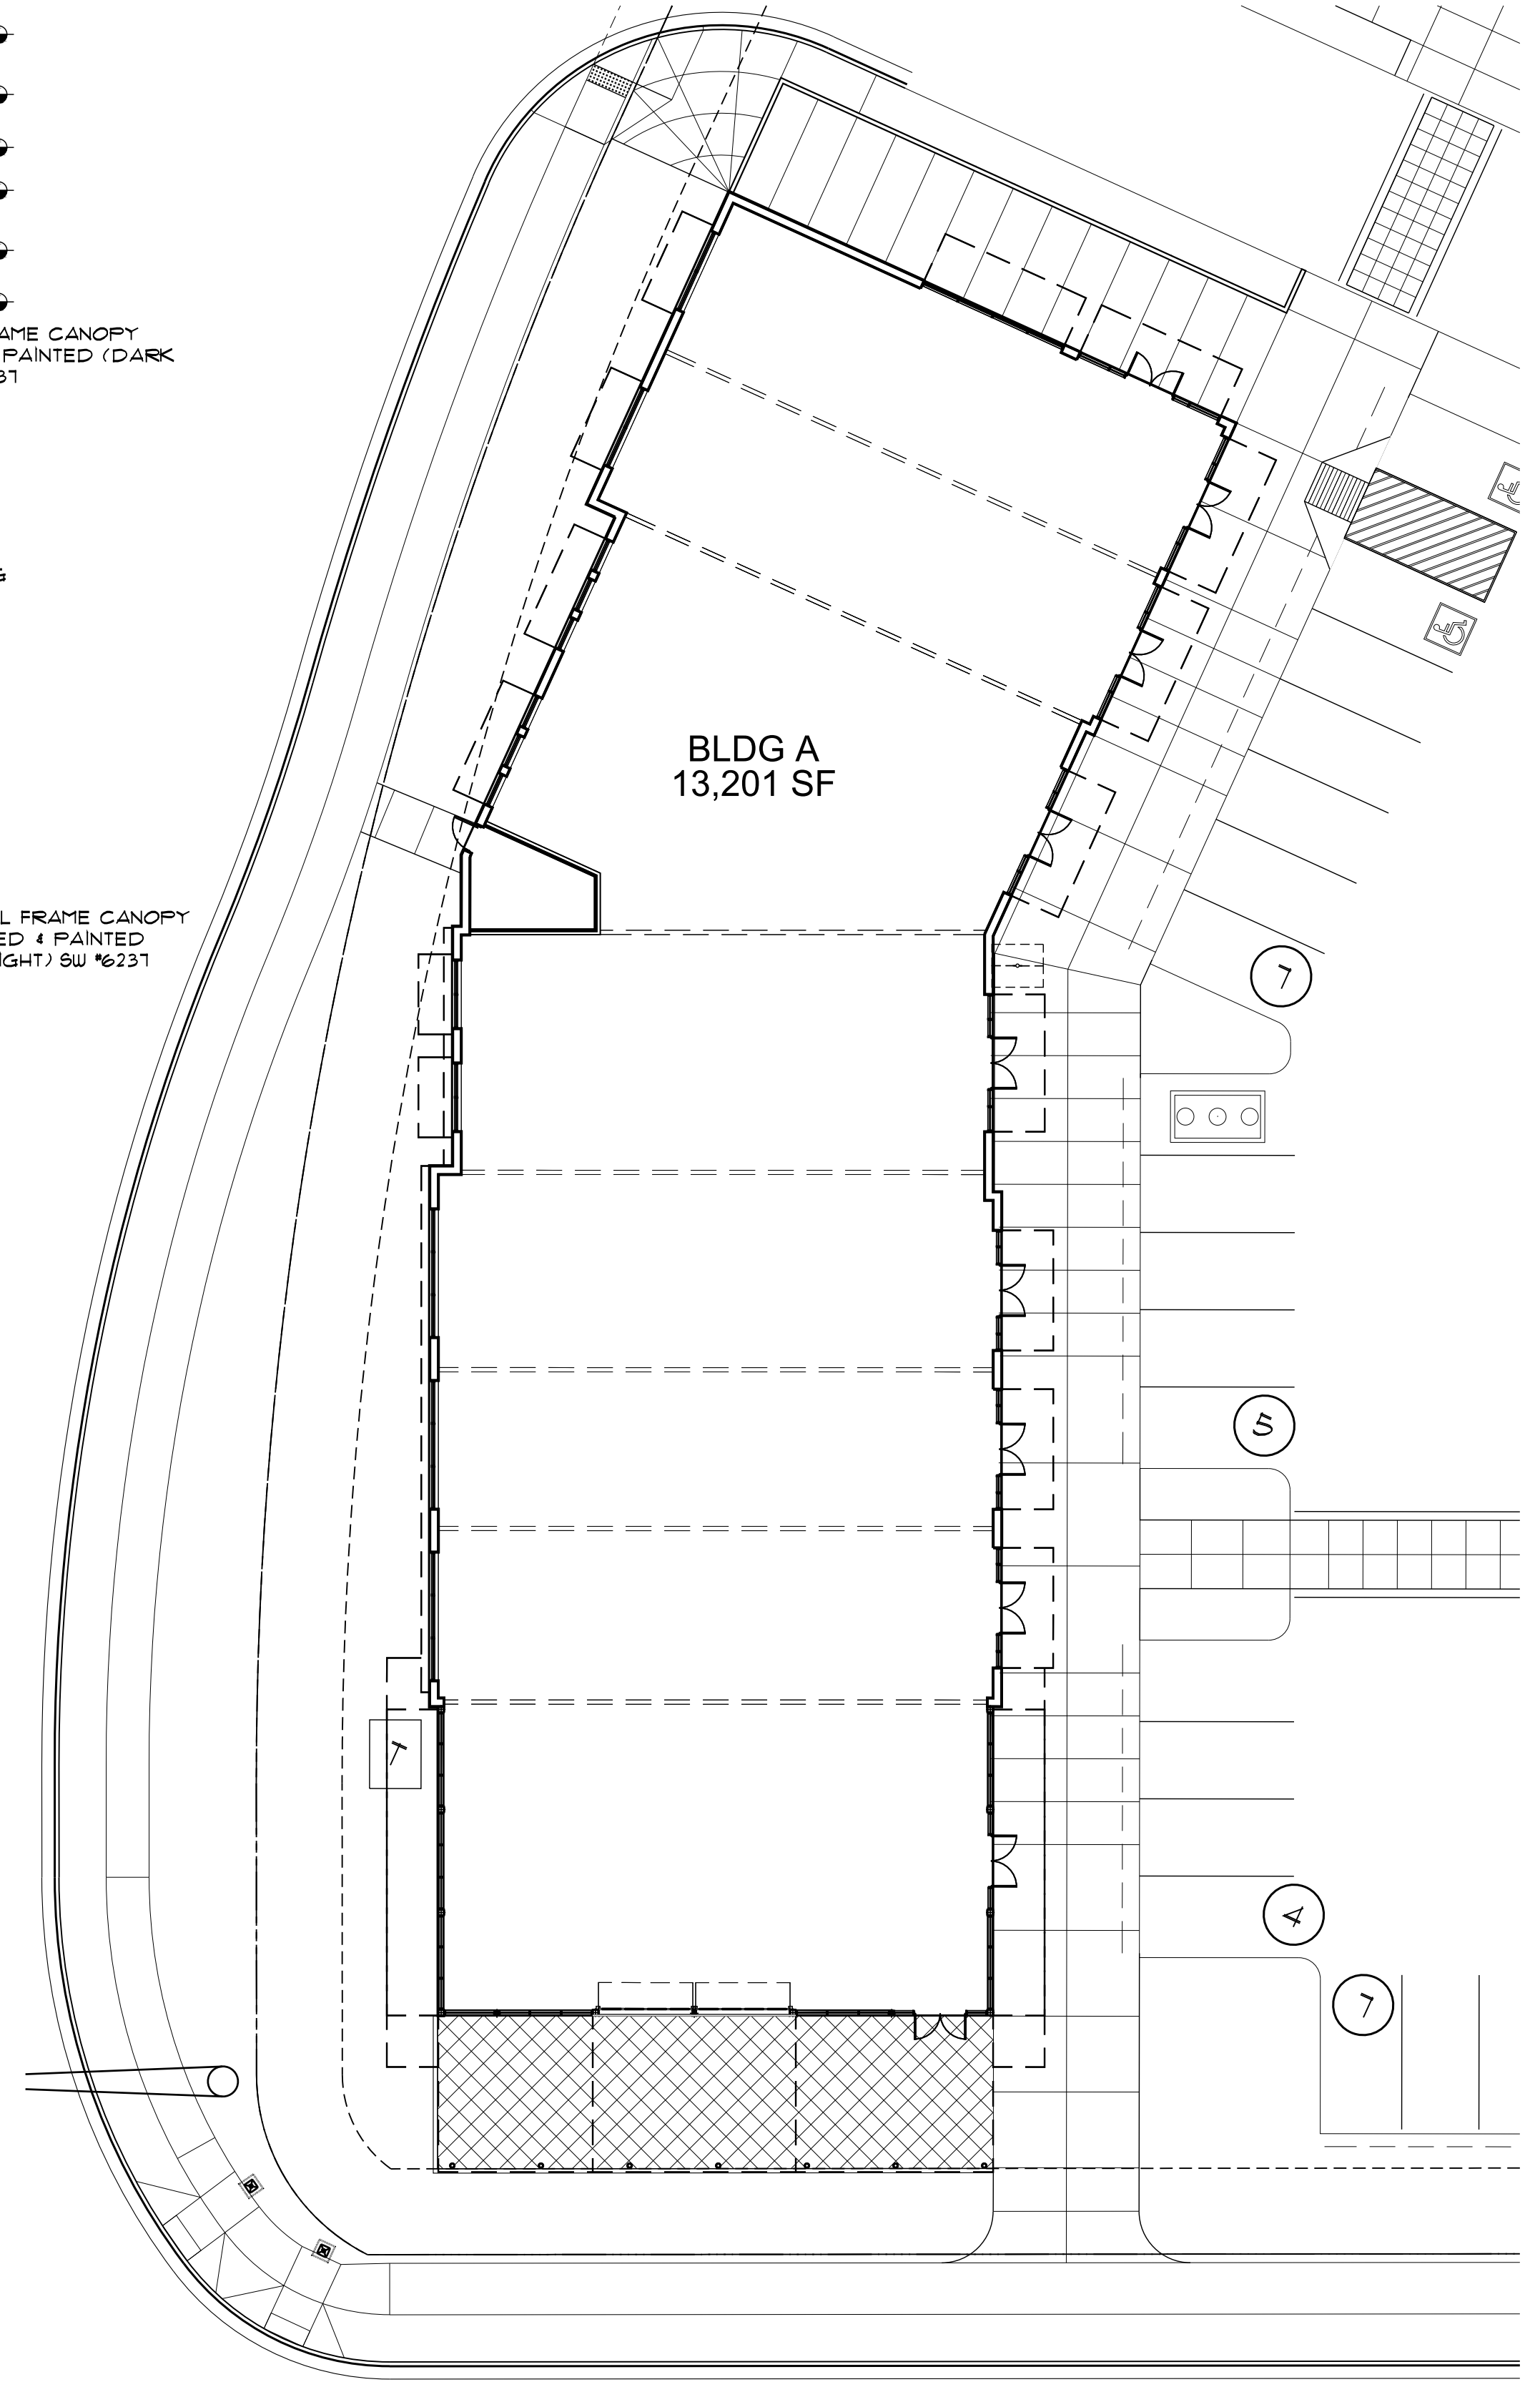 AME CANOPY
PAINTED (DARK
L FRAME CANOPY
ED & PAINTED
IGHT) SW #6237
BLDG A
13,201 SF
7
5
4
7